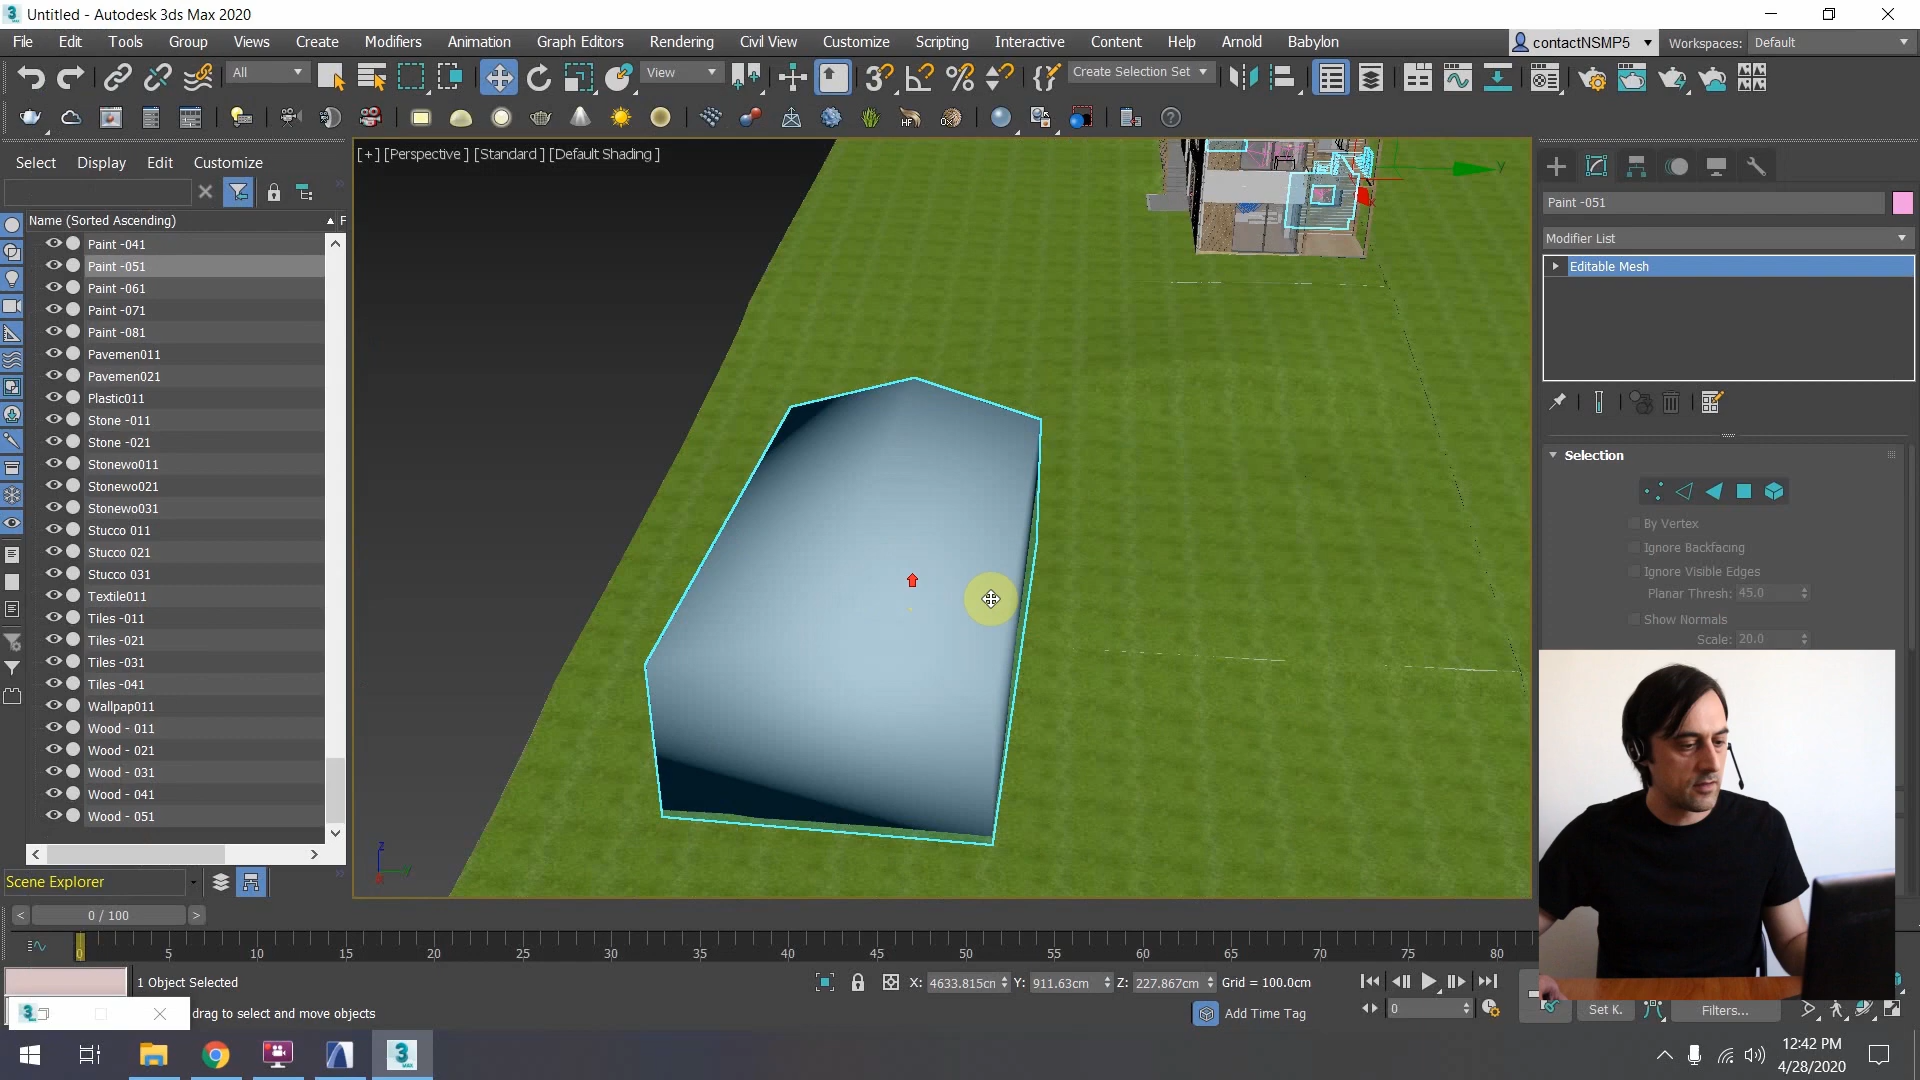 Untitled - Autodesk 3ds Max 2020
File Edit Tools Group Views Create Modifiers Animation Graph Editors Rendering Civil View Customize Scripting Interactive Content Help Arnold Babylon
contactNSMP5 Workspaces: Default
All View Create Selection Set
Select Display Edit Customize
[+] [Perspective] [Standard] [Default Shading]
Name (Sorted Ascending) F
Paint -041
Paint -051
Paint -061
Paint -071
Paint -081
Pavemen011
Pavemen021
Plastic011
Stone -011
Stone -021
Stonewo011
Stonewo021
Stonewo031
Stucco 011
Stucco 021
Stucco 031
Textile011
Tiles -011
Tiles -021
Tiles -031
Tiles -041
Wallpap011
Wood - 011
Wood - 021
Wood - 031
Wood - 041
Wood - 051
Scene Explorer
Paint -051
Modifier List
Editable Mesh
Selection
By Vertex
Ignore Backfacing
Ignore Visible Edges
Planar Thresh: 45.0
Show Normals
Scale: 20.0
y
x
z
0 / 100
0 5 10 15 20 25 30 35 40 45 50 55 60 65 70 75 80
1 Object Selected
X: 4633.815cm Y: 911.63cm Z: 227.867cm Grid = 100.0cm
drag to select and move objects
Add Time Tag
0
Set K. Filters...
12:42 PM
4/28/2020